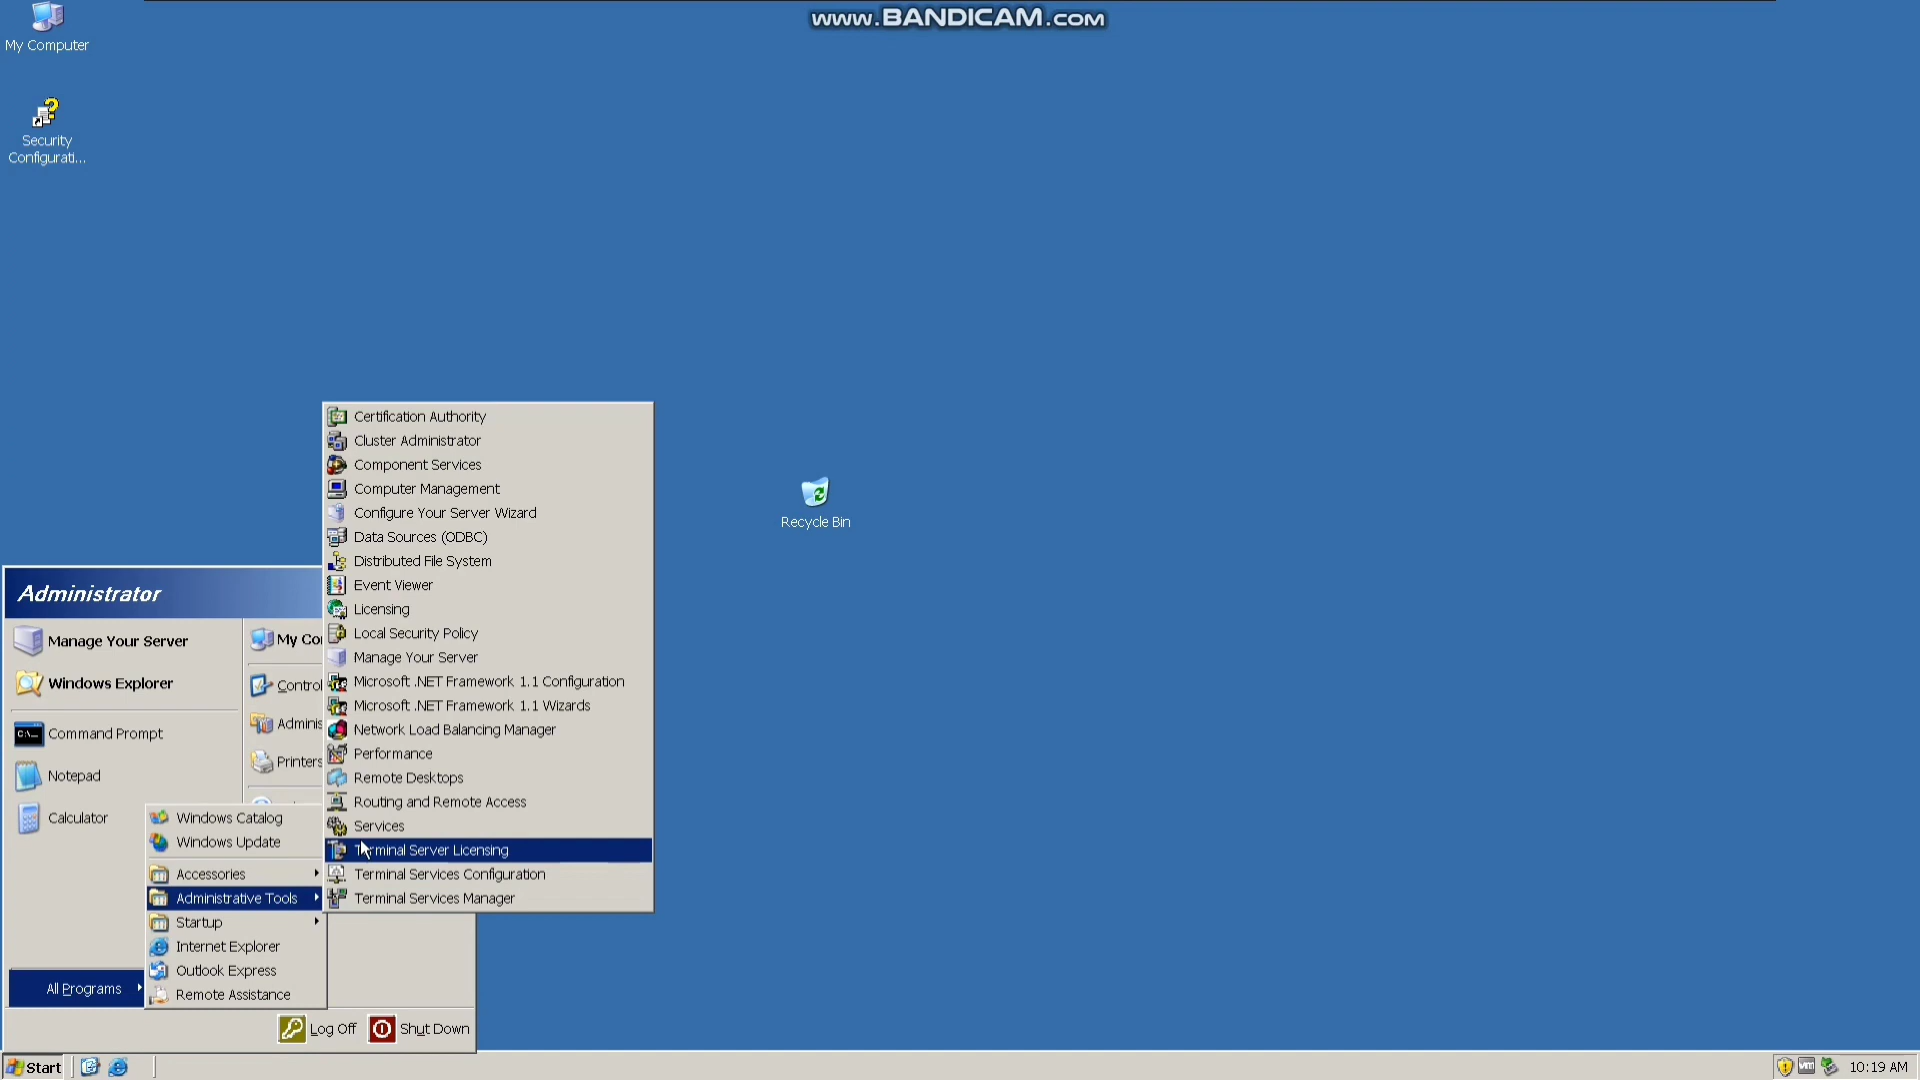 www.BANDICAM.com
My Computer
Security
Configurati...
Recycle Bin
Certification Authority
Cluster Administrator
Component Services
Computer Management
Configure Your Server Wizard
Data Sources (ODBC)
Distributed File System
Event Viewer
Licensing
Local Security Policy
Manage Your Server
Microsoft .NET Framework 1.1 Configuration
Microsoft .NET Framework 1.1 Wizards
Network Load Balancing Manager
Performance
Remote Desktops
Routing and Remote Access
Services
Terminal Server Licensing
Terminal Services Configuration
Terminal Services Manager
Administrator
Manage Your Server
Windows Explorer
Command Prompt
Notepad
Calculator
My Co
Control
Adminis
Printers
Windows Catalog
Windows Update
Accessories
Administrative Tools
Startup
Internet Explorer
Outlook Express
Remote Assistance
All Programs
Log Off
Shut Down
Start
10:19 AM